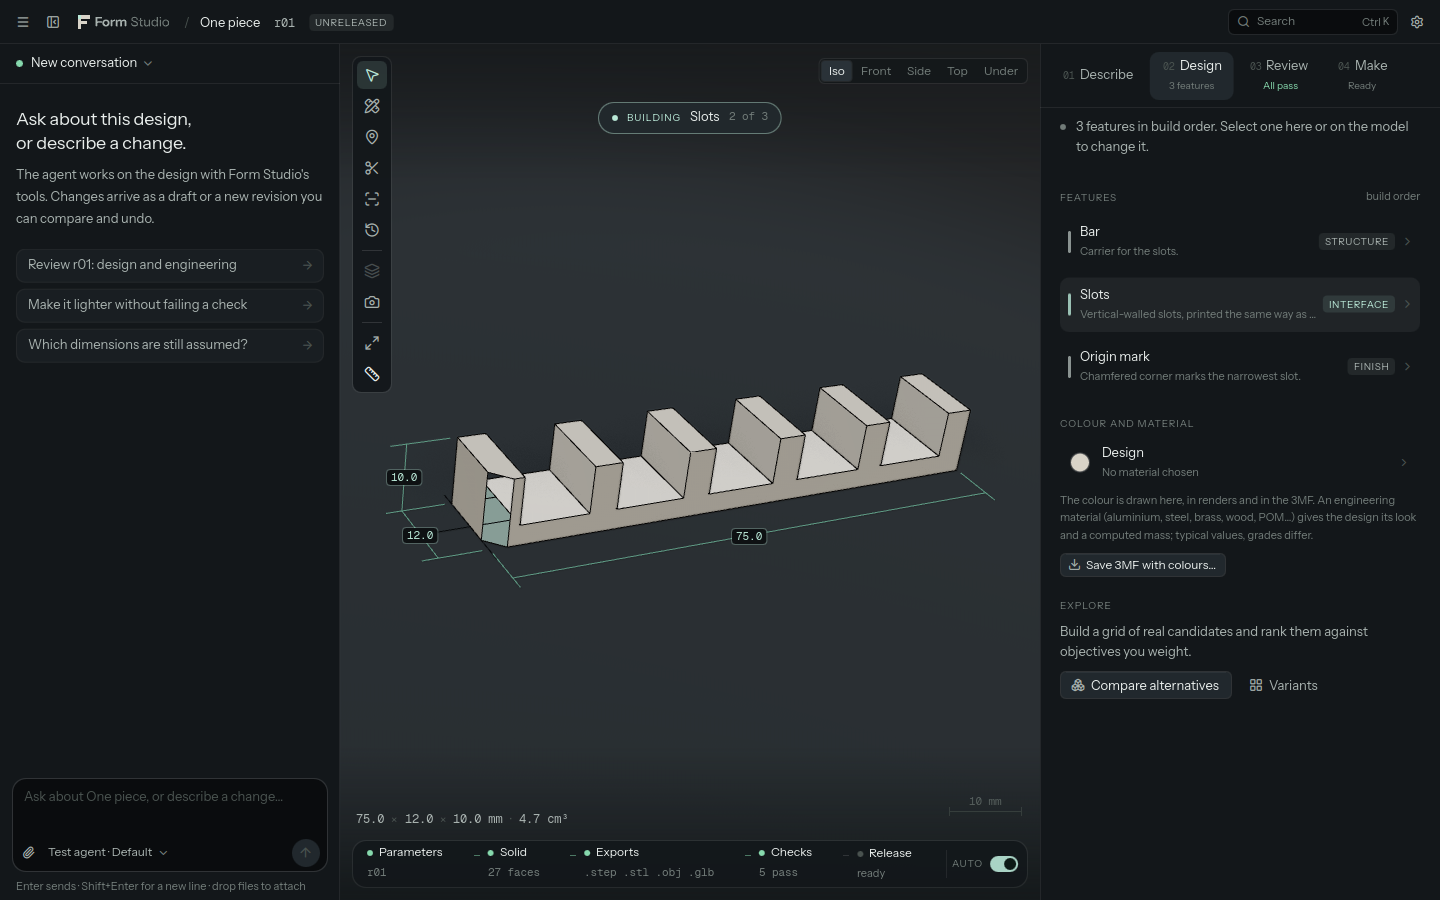 Form Studio / One piece r01 UNRELEASED
Search Ctrl K
New conversation
Ask about this design,
or describe a change.
The agent works on the design with Form Studio's
tools. Changes arrive as a draft or a new revision you
can compare and undo.
Review r01: design and engineering
Make it lighter without failing a check
Which dimensions are still assumed?
Ask about One piece, or describe a change...
Test agent · Default
Enter sends · Shift+Enter for a new line · drop files to attach
Iso Front Side Top Under
BUILDING Slots 2 of 3
10.0
12.0
75.0
10 mm
75.0 × 12.0 × 10.0 mm · 4.7 cm³
Parameters
r01
Solid
27 faces
Exports
.step .stl .obj .glb
Checks
5 pass
Release
ready
AUTO
01 Describe
02 Design
3 features
03 Review
All pass
04 Make
Ready
3 features in build order. Select one here or on the model
to change it.
FEATURES build order
Bar
Carrier for the slots.
STRUCTURE
Slots
Vertical-walled slots, printed the same way as ...
INTERFACE
Origin mark
Chamfered corner marks the narrowest slot.
FINISH
COLOUR AND MATERIAL
Design
No material chosen
The colour is drawn here, in renders and in the 3MF. An engineering
material (aluminium, steel, brass, wood, POM...) gives the design its look
and a computed mass; typical values, grades differ.
Save 3MF with colours...
EXPLORE
Build a grid of real candidates and rank them against
objectives you weight.
Compare alternatives
Variants